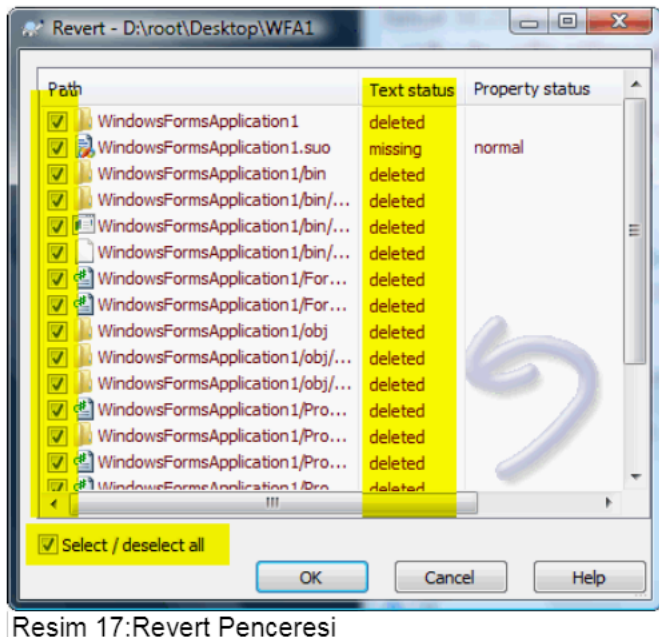 Revert - D:\root\Desktop\WFA1
Path Text status Property status
WindowsFormsApplication1 deleted
WindowsFormsApplication1.suo missing normal
WindowsFormsApplication1/bin deleted
WindowsFormsApplication1/bin/... deleted
WindowsFormsApplication1/bin/... deleted
WindowsFormsApplication1/bin/... deleted
WindowsFormsApplication1/For... deleted
WindowsFormsApplication1/For... deleted
WindowsFormsApplication1/obj deleted
WindowsFormsApplication1/obj/... deleted
WindowsFormsApplication1/obj/... deleted
WindowsFormsApplication1/Pro... deleted
WindowsFormsApplication1/Pro... deleted
WindowsFormsApplication1/Pro... deleted
WindowsFormsApplication1/Pro... deleted
Select / deselect all
OK Cancel Help
Resim 17:Revert Penceresi